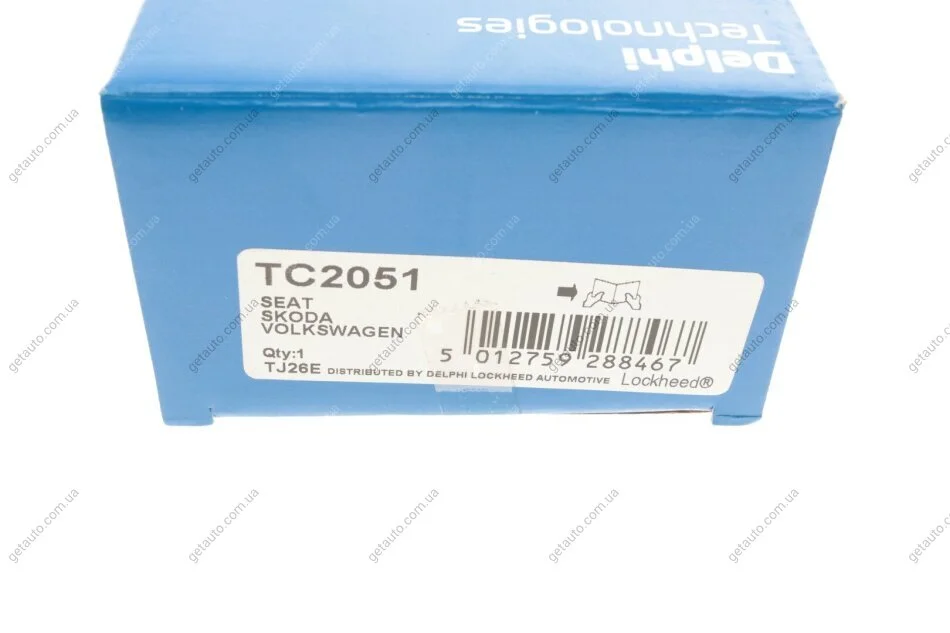 Delphi
Technologies
TC2051
SEAT
SKODA
VOLKSWAGEN
Qty:1
TJ26E
DISTRIBUTED BY DELPHI LOCKHEED AUTOMOTIVE
Lockheed®
5 012759 288467
getauto.com.ua